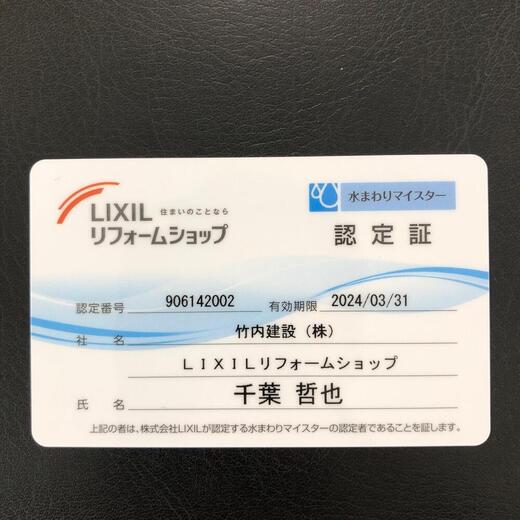 LIXIL 住まいのことなら
リフォームショップ
水まわりマイスター
認定証
認定番号 906142002 有効期限 2024/03/31
社名 竹内建設（株）
ＬＩＸＩＬリフォームショップ
氏名 千葉 哲也
上記の者は、株式会社LIXILが認定する水まわりマイスターの認定者であることを証します。